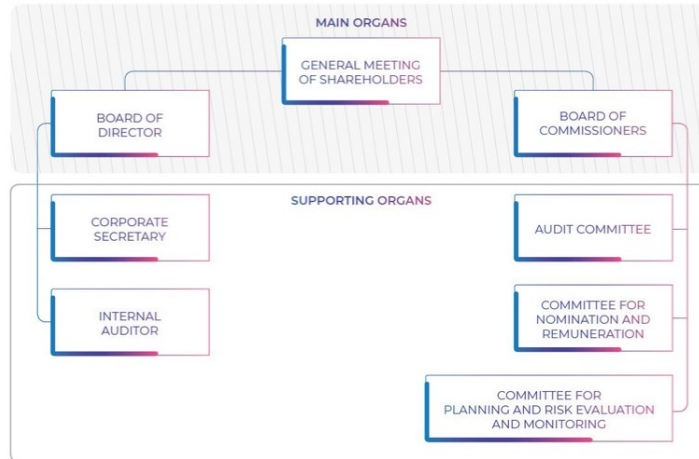 MAIN ORGANS
GENERAL MEETING
OF SHAREHOLDERS
BOARD OF
DIRECTOR
BOARD OF
COMMISSIONERS
SUPPORTING ORGANS
CORPORATE
SECRETARY
AUDIT COMMITTEE
INTERNAL
AUDITOR
COMMITTEE FOR
NOMINATION AND
REMUNERATION
COMMITTEE FOR
PLANNING AND RISK EVALUATION
AND MONITORING